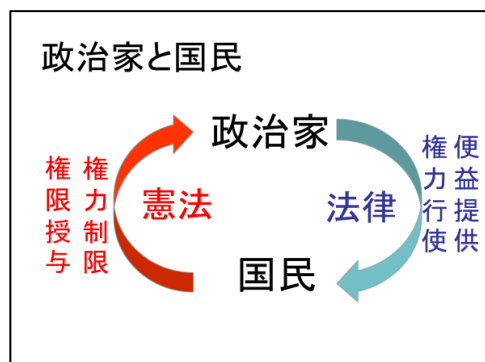 政治家と国民
政治家
権限授与
権力制限
憲法
法律
権力行使
便益提供
国民